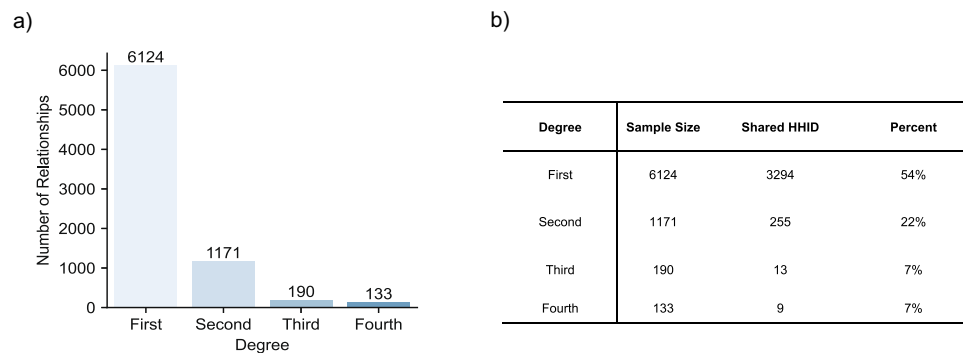 a)
6124
6000
5000
4000
3000
2000
1000
0
1171
190
133
Number of Relationships
First Second Third Fourth
Degree
b)
Degree Sample Size Shared HHID Percent
First 6124 3294 54%
Second 1171 255 22%
Third 190 13 7%
Fourth 133 9 7%